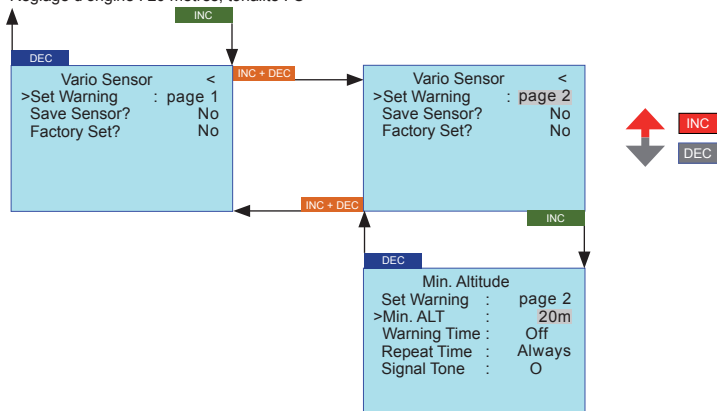 INC
DEC
Vario Sensor <
>Set Warning : page 1
Save Sensor? No
Factory Set? No
INC + DEC
Vario Sensor <
>Set Warning : page 2
Save Sensor? No
Factory Set? No
INC
DEC
INC + DEC
INC
DEC
Min. Altitude
Set Warning : page 2
>Min. ALT : 20m
Warning Time : Off
Repeat Time : Always
Signal Tone : O